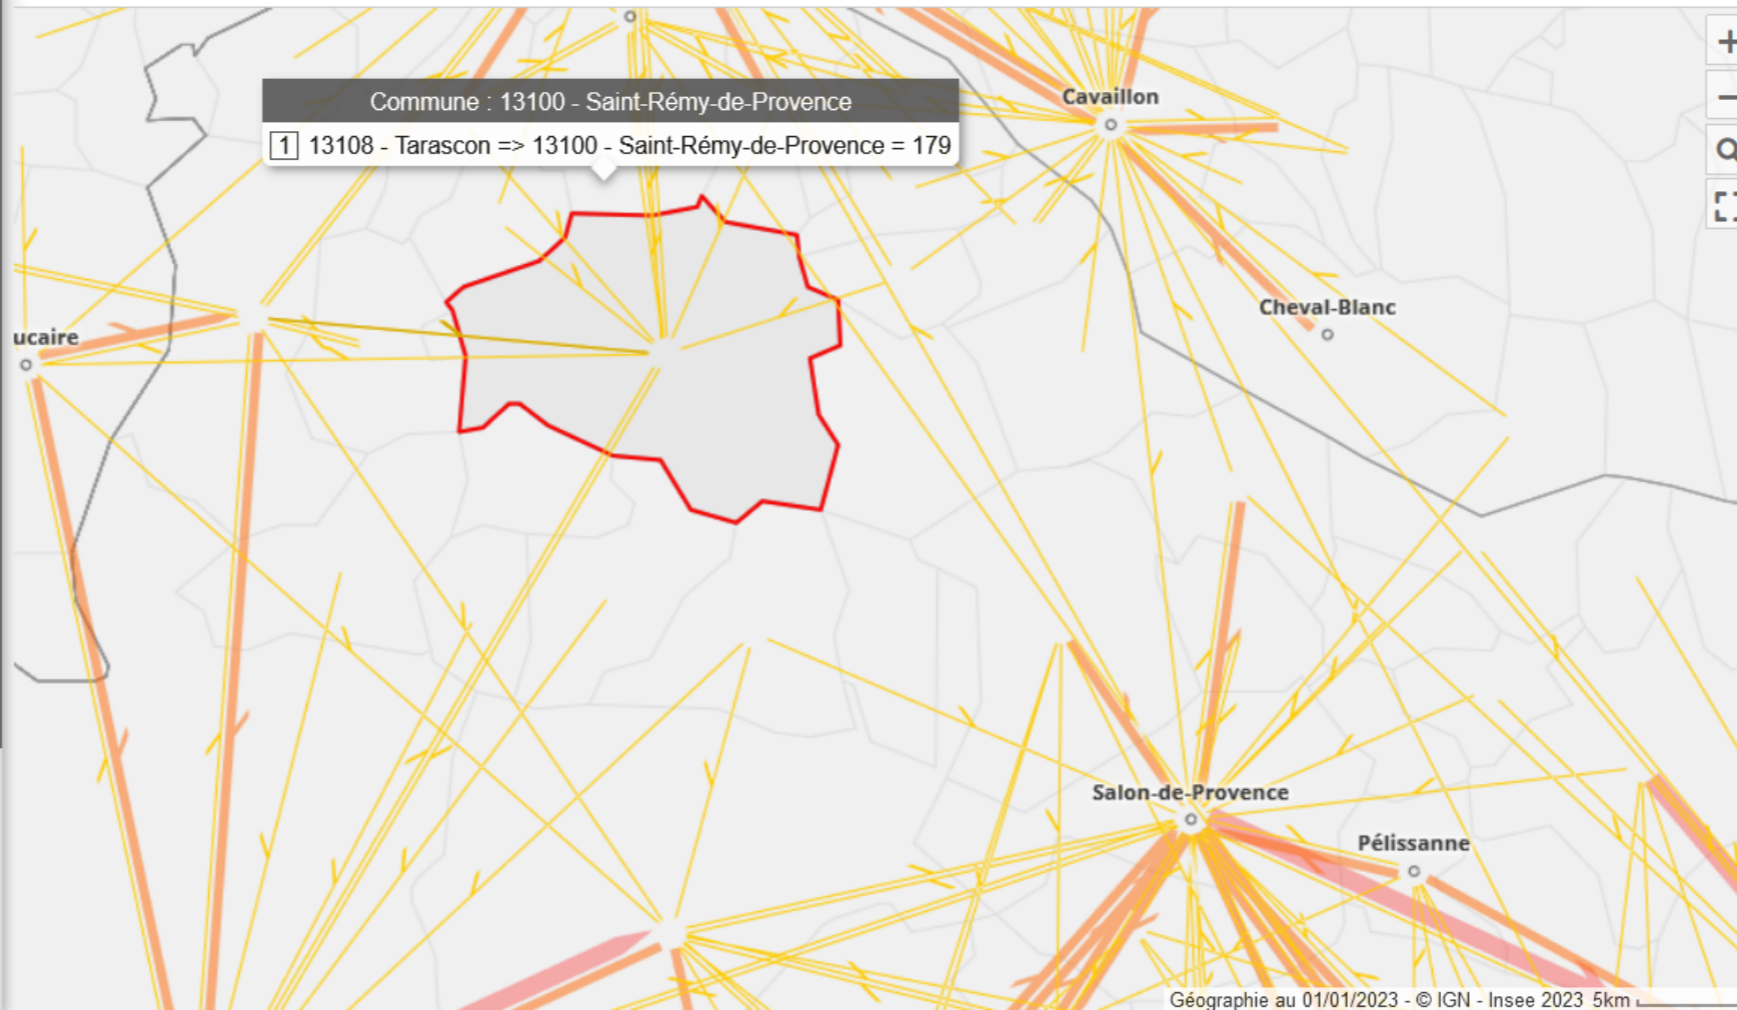 Commune : 13100 - Saint-Rémy-de-Provence
1 13108 - Tarascon => 13100 - Saint-Rémy-de-Provence = 179
Cavaillon
Cheval-Blanc
ucaire
Salon-de-Provence
Pélissanne
Géographie au 01/01/2023 - © IGN - Insee 2023 5km